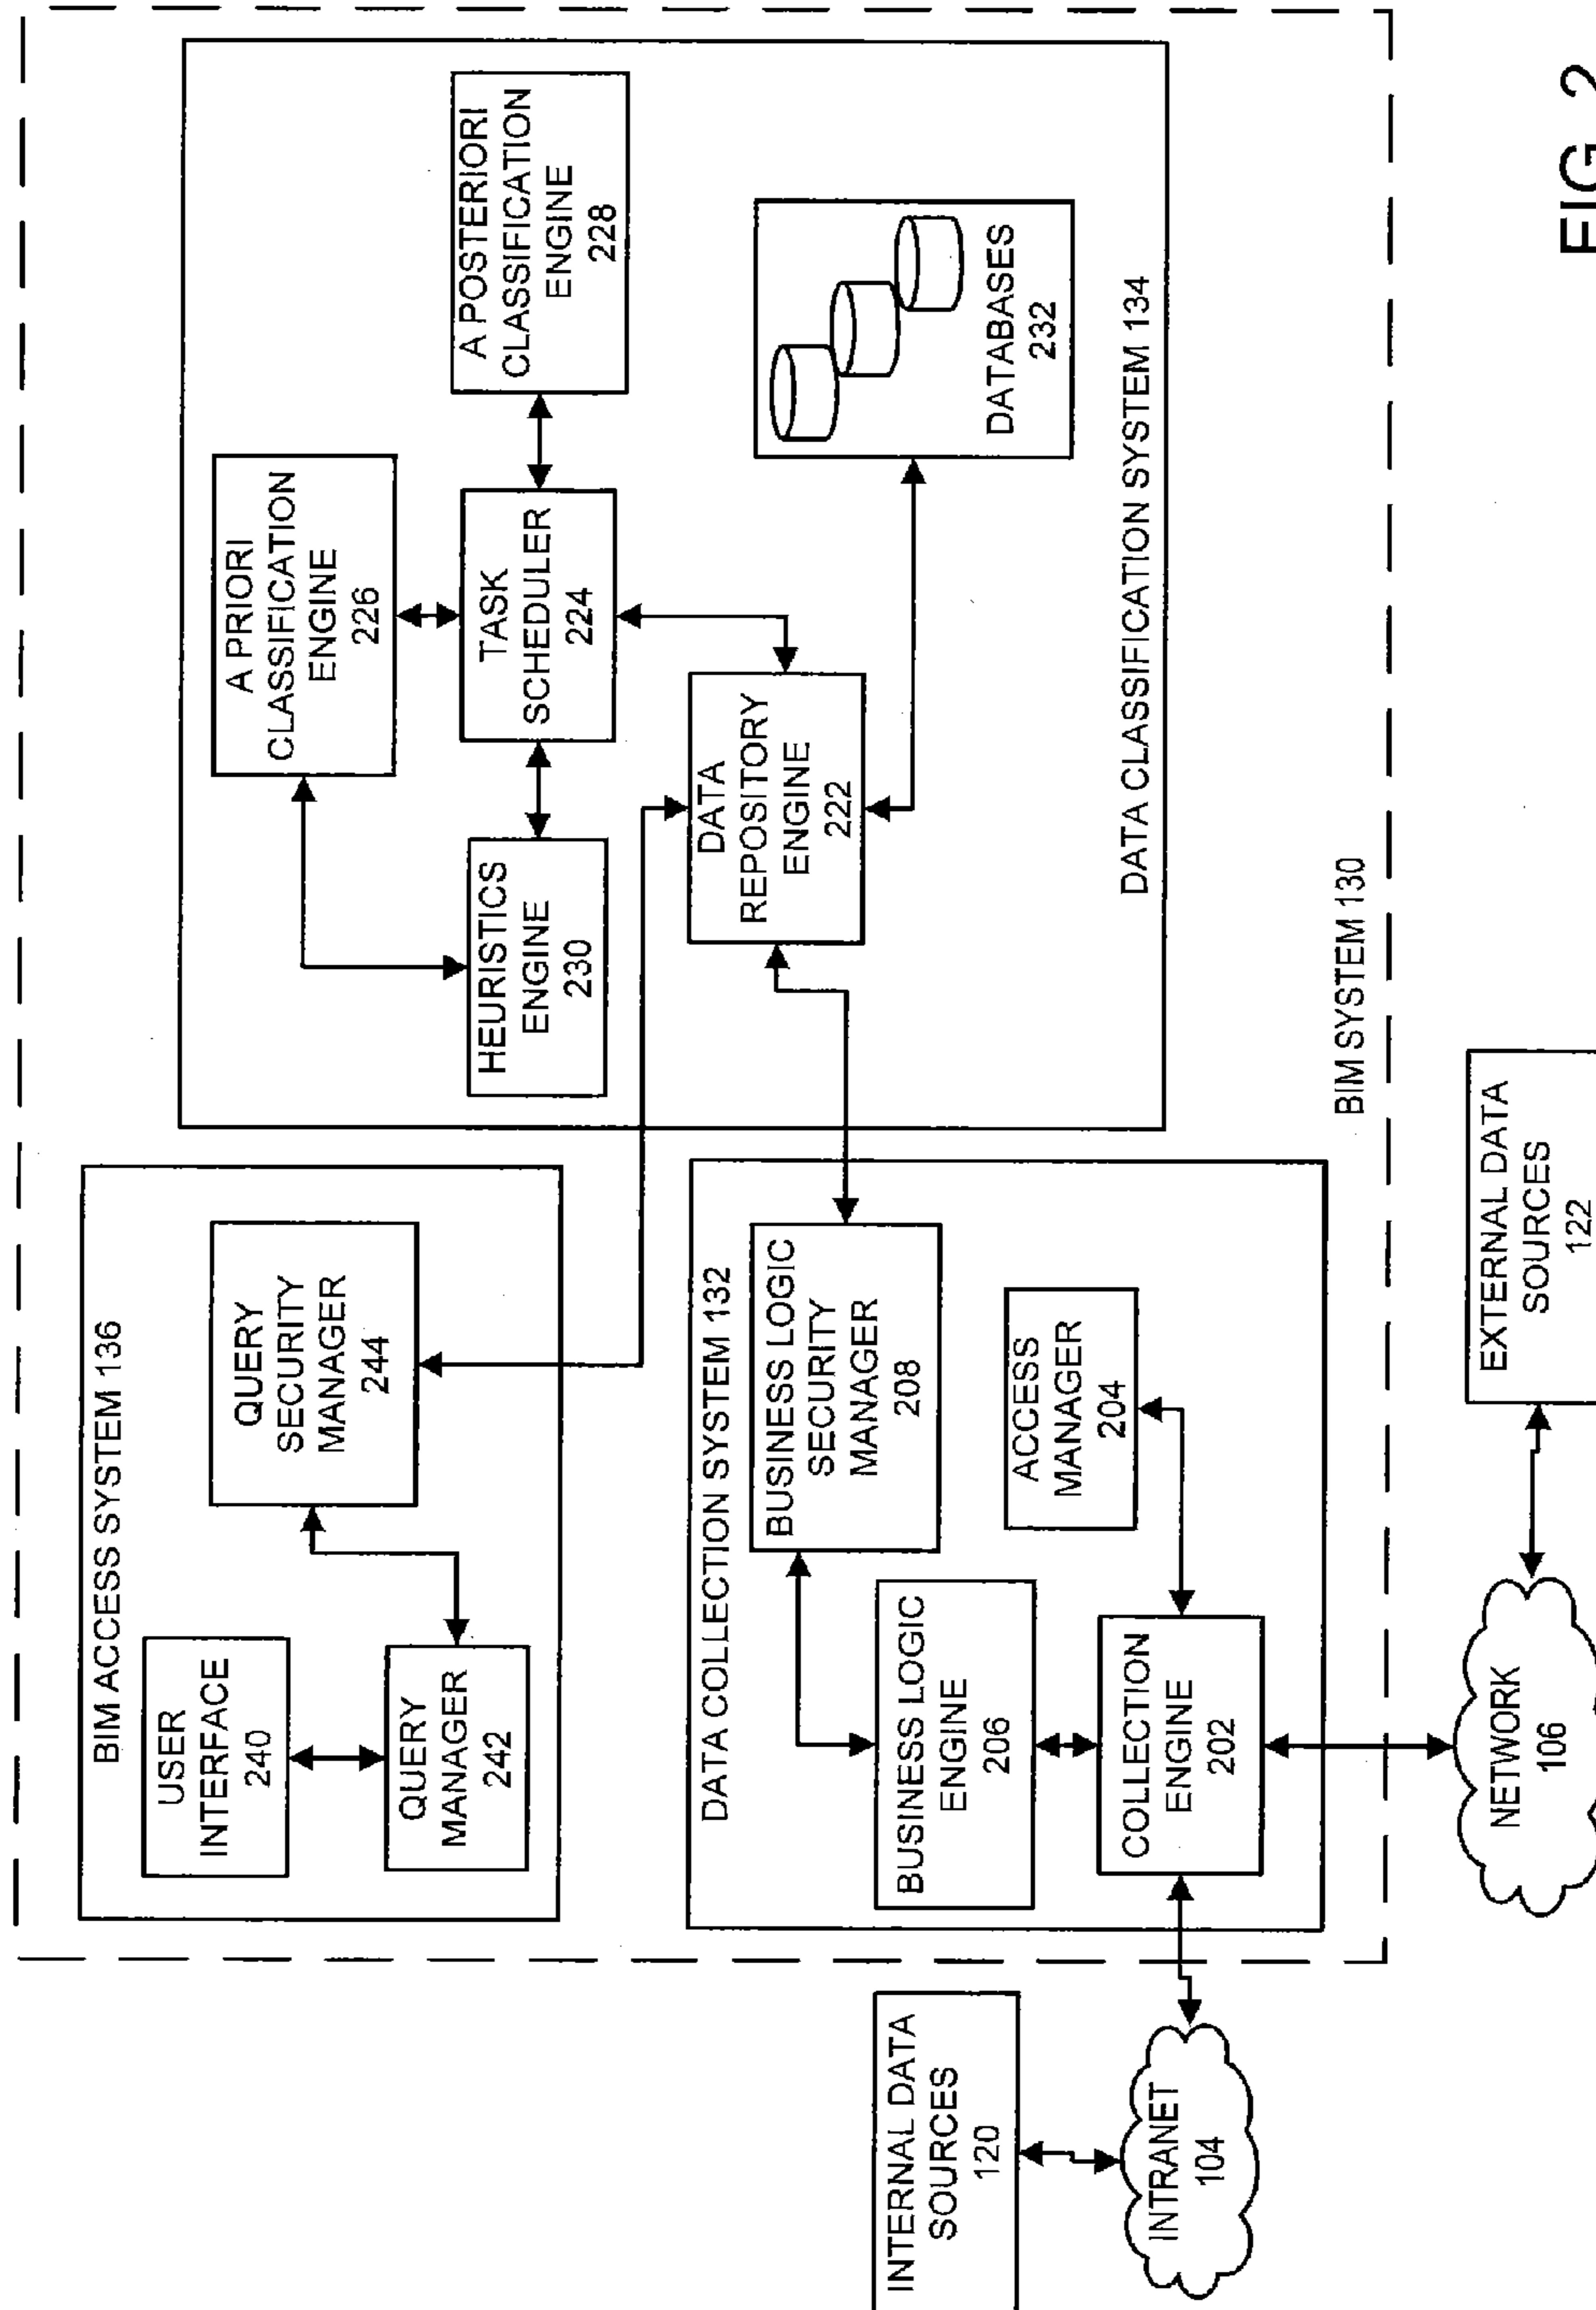 BIM ACCESS SYSTEM 136
USER
INTERFACE
240
QUERY
MANAGER
242
QUERY
SECURITY
MANAGER
244
A PRIORI
CLASSIFICATION
ENGINE
226
HEURISTICS
ENGINE
230
TASK
SCHEDULER
224
A POSTERIORI
CLASSIFICATION
ENGINE
228
DATA
REPOSITORY
ENGINE
222
DATABASES
232
DATA CLASSIFICATION SYSTEM 134
DATA COLLECTION SYSTEM 132
BUSINESS LOGIC
SECURITY
MANAGER
208
BUSINESS LOGIC
ENGINE
206
ACCESS
MANAGER
204
COLLECTION
ENGINE
202
BIM SYSTEM 130
INTERNAL DATA
SOURCES
120
INTRANET
104
NETWORK
106
EXTERNAL DATA
SOURCES
122
FIG. 2